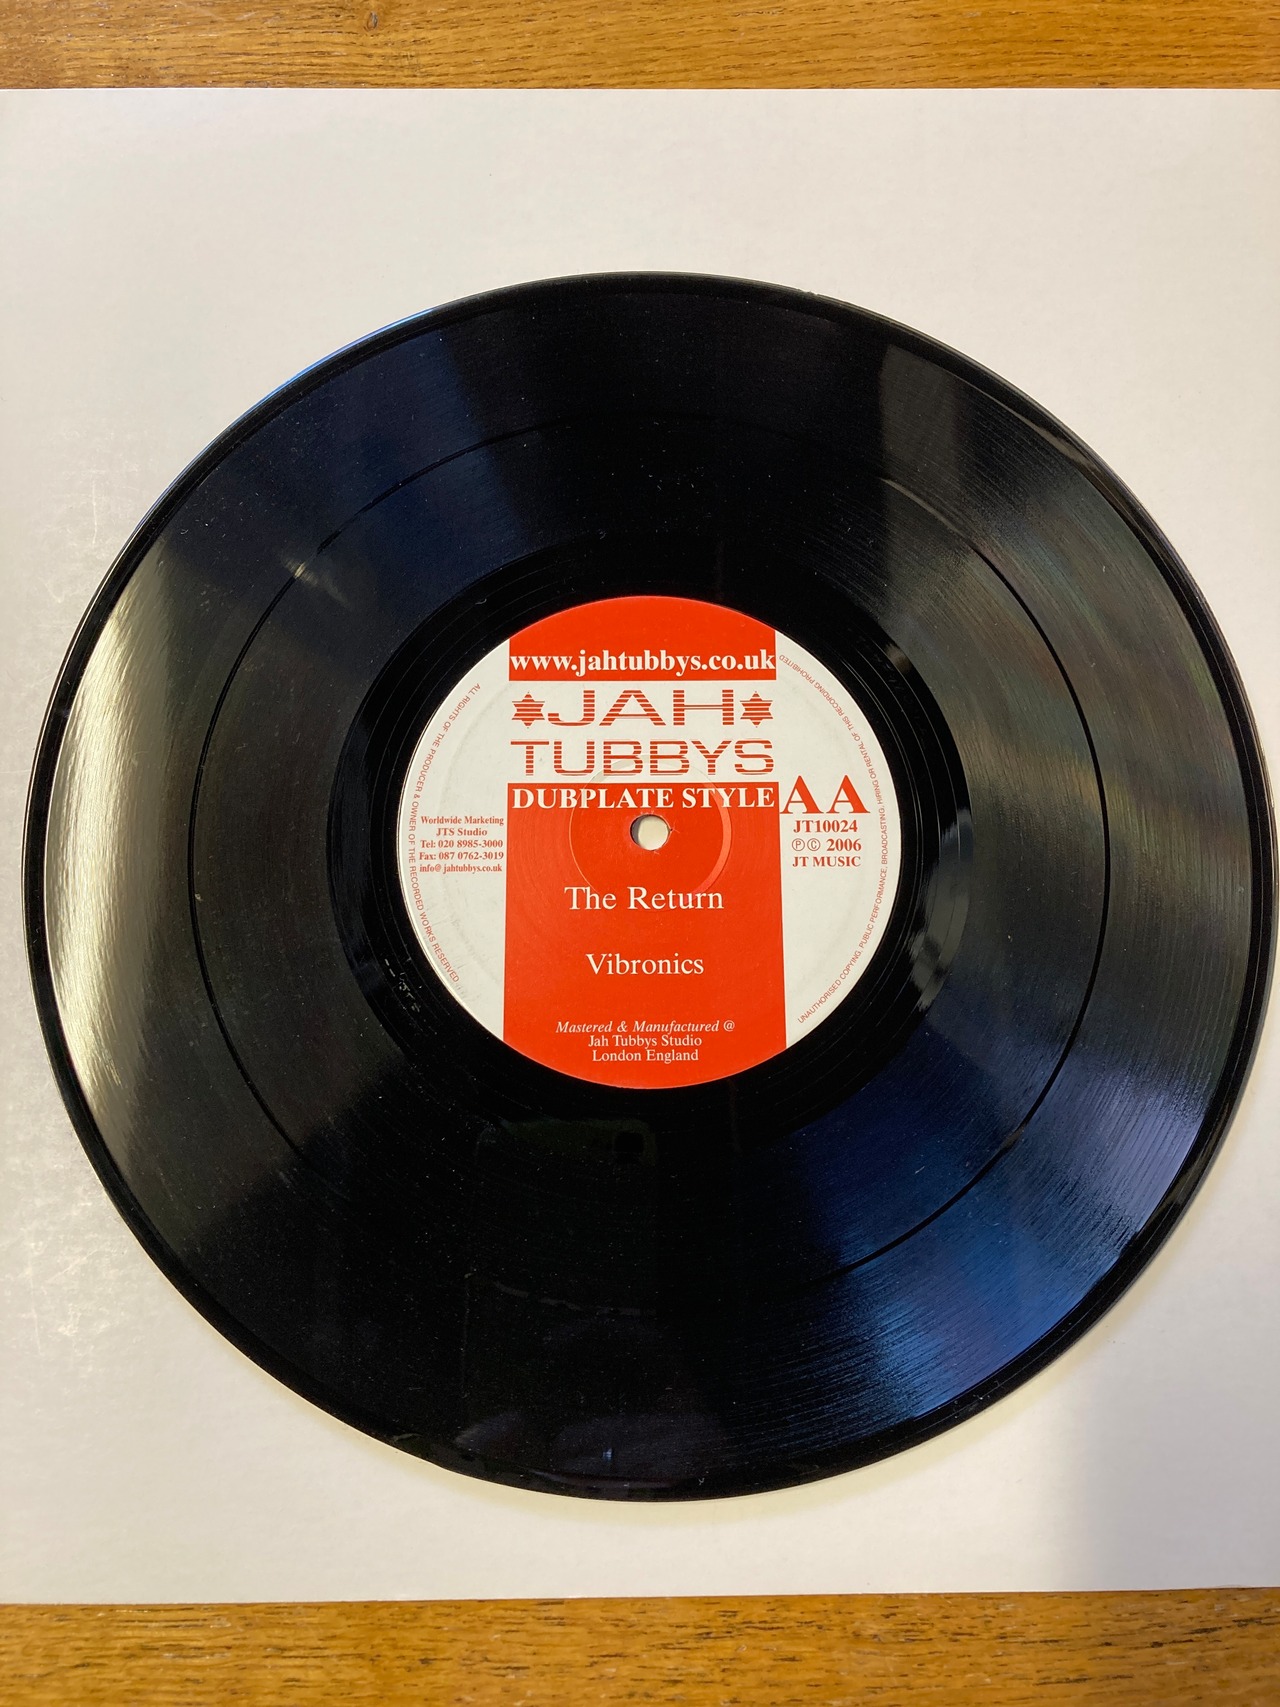 www.jahtubbys.co.uk
JAH
TUBBYS
DUBPLATE STYLE
AA
JT10024
℗© 2006
JT MUSIC
Worldwide Marketing
JTS Studio
Tel: 020 8985-3000
Fax: 087 0762-3019
info@jahtubbys.co.uk
The Return
Vibronics
Mastered & Manufactured @
Jah Tubbys Studio
London England
ALL RIGHTS OF THE PRODUCER & OWNER OF THE RECORDED WORKS RESERVED
UNAUTHORISED COPYING, PUBLIC PERFORMANCE, BROADCASTING, HIRING OR RENTAL OF THIS RECORDING PROHIBITED